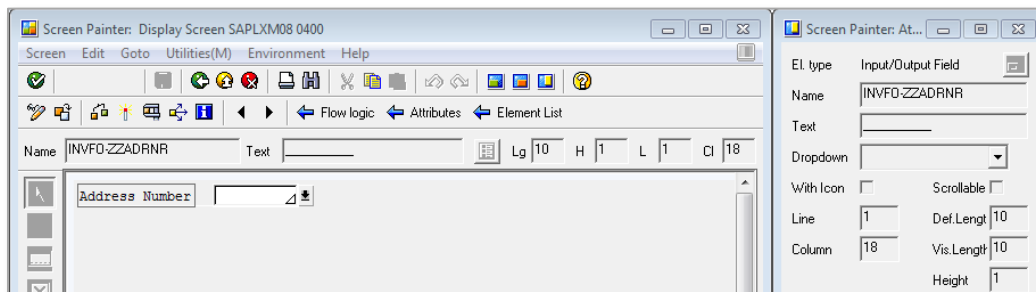 Screen Painter: Display Screen SAPLXM08 0400
Screen Edit Goto Utilities(M) Environment Help
Flow logic Attributes Element List
Name INVFO-ZZADRNR Text __________ Lg 10 H 1 L 1 Cl 18
Address Number
Screen Painter: At...
El. type Input/Output Field
Name INVFO-ZZADRNR
Text __________
Dropdown
With Icon Scrollable
Line 1 Def.Lengt 10
Column 18 Vis.Length 10
Height 1